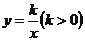 y = k/x (k > 0)